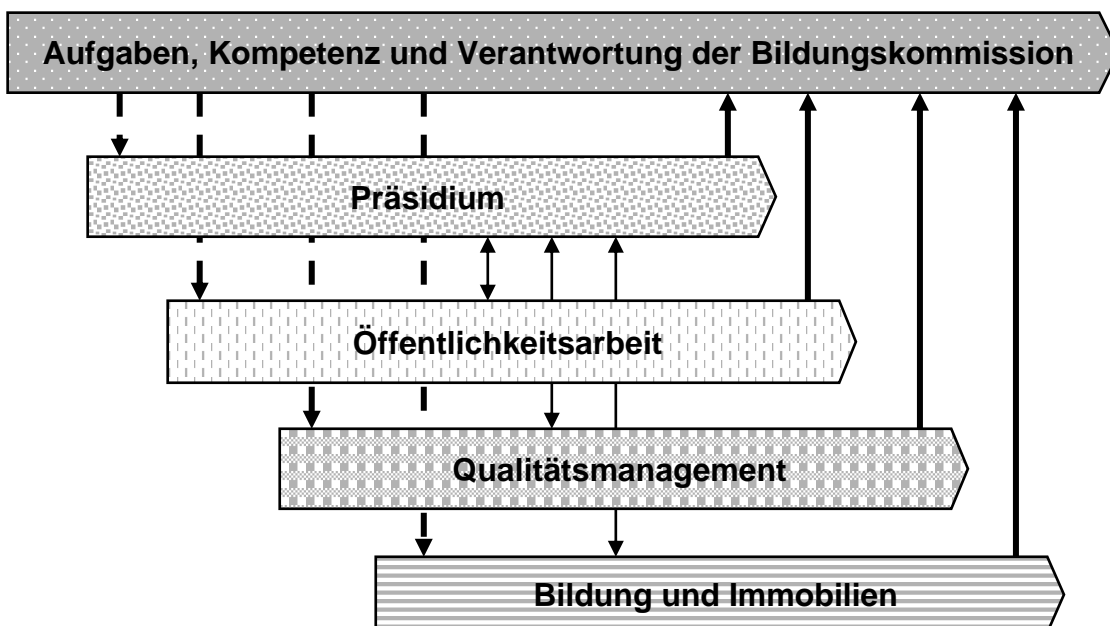 Aufgaben, Kompetenz und Verantwortung der Bildungskommission
Präsidium
Öffentlichkeitsarbeit
Qualitätsmanagement
Bildung und Immobilien